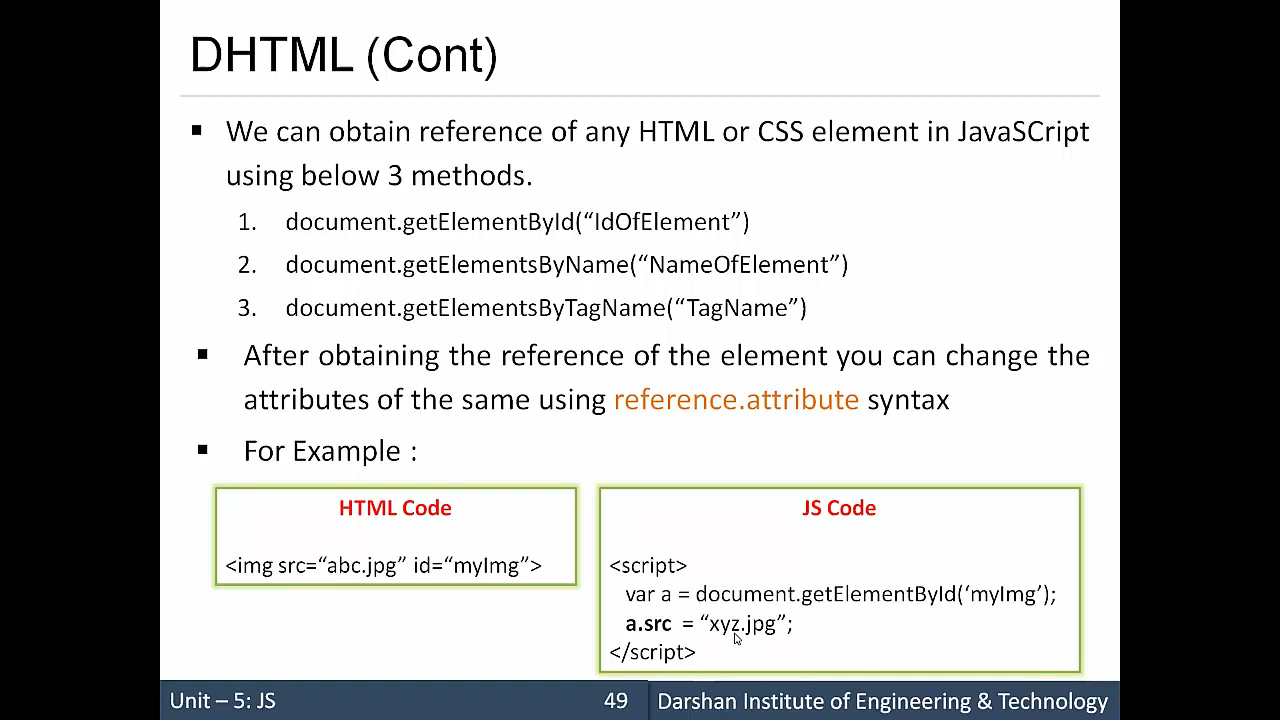 DHTML (Cont)
▪ We can obtain reference of any HTML or CSS element in JavaSCript
using below 3 methods.
1. document.getElementById(“IdOfElement”)
2. document.getElementsByName(“NameOfElement”)
3. document.getElementsByTagName(“TagName”)
▪ After obtaining the reference of the element you can change the
attributes of the same using reference.attribute syntax
▪ For Example :
HTML Code
<img src=“abc.jpg” id=“myImg”>
JS Code
<script>
var a = document.getElementById(‘myImg’);
a.src = “xyz.jpg”;
</script>
Unit – 5: JS
49
Darshan Institute of Engineering & Technology